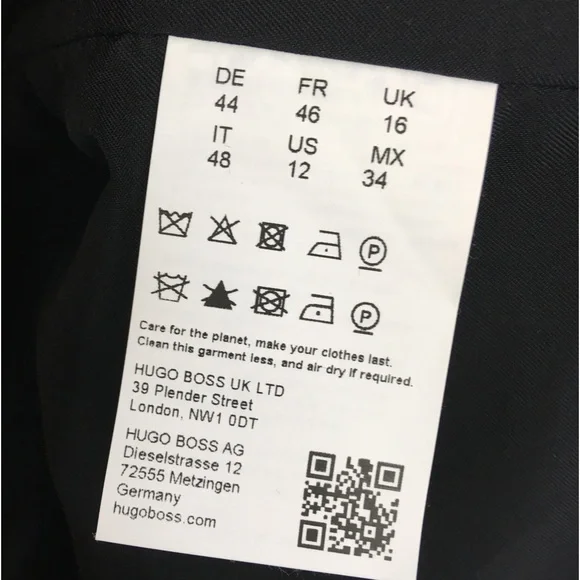 DE FR UK
44 46 16
IT US MX
48 12 34
P
P
Care for the planet, make your clothes last.
Clean this garment less, and air dry if required.
HUGO BOSS UK LTD
39 Plender Street
London, NW1 0DT
HUGO BOSS AG
Dieselstrasse 12
72555 Metzingen
Germany
hugoboss.com